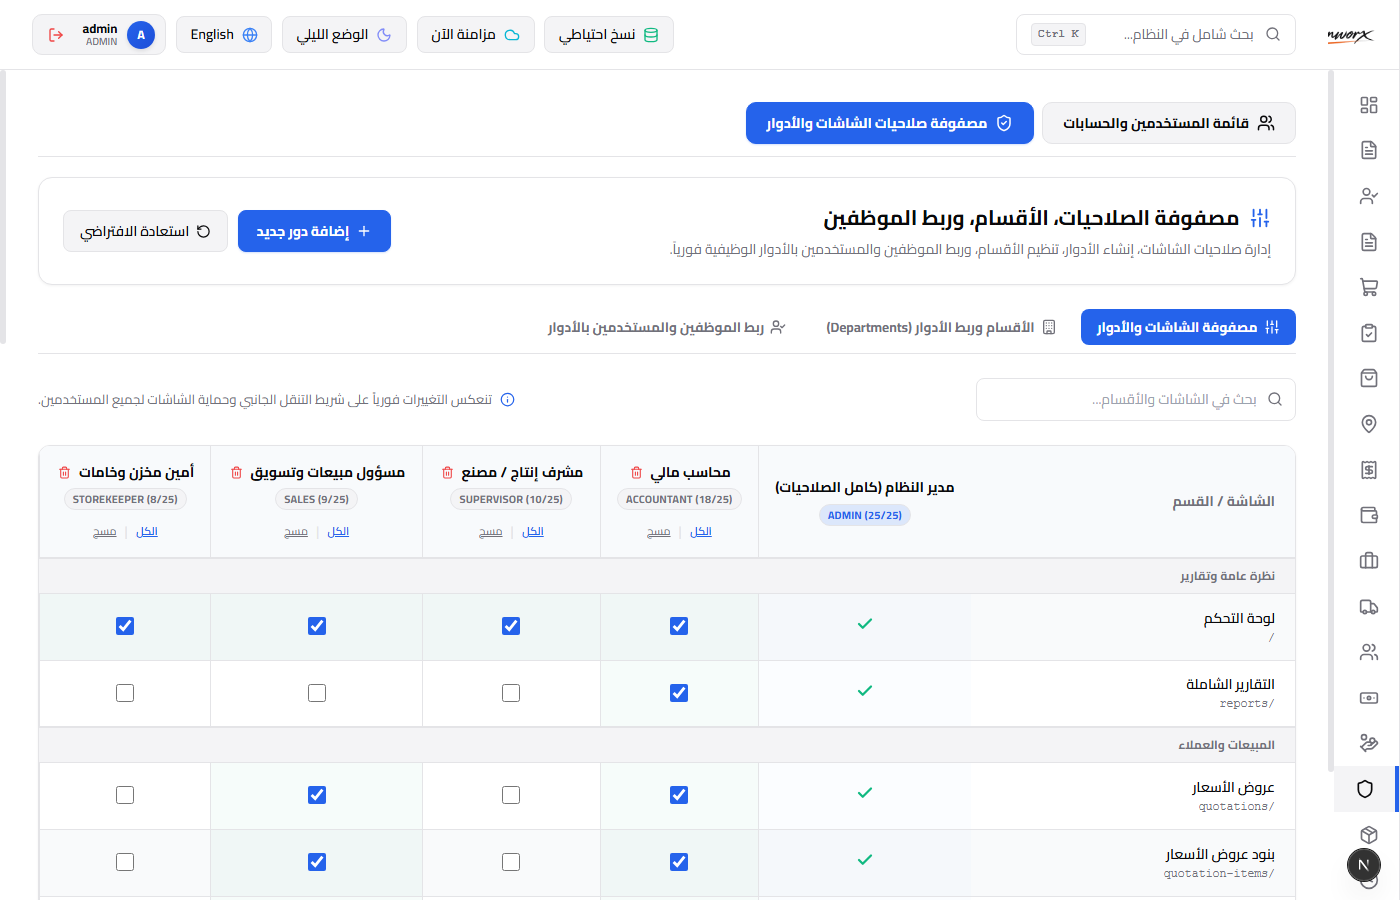 nworx
بحث شامل في النظام...
Ctrl K
نسخ احتياطي
مزامنة الآن
الوضع الليلي
English
A
admin
ADMIN
قائمة المستخدمين والحسابات
مصفوفة صلاحيات الشاشات والأدوار
مصفوفة الصلاحيات، الأقسام، وربط الموظفين
إدارة صلاحيات الشاشات، إنشاء الأدوار، تنظيم الأقسام، وربط الموظفين والمستخدمين بالأدوار الوظيفية فورياً.
إضافة دور جديد
استعادة الافتراضي
مصفوفة الشاشات والأدوار
الأقسام وربط الأدوار (Departments)
ربط الموظفين والمستخدمين بالأدوار
بحث في الشاشات والأقسام...
تنعكس التغييرات فورياً على شريط التنقل الجانبي وحماية الشاشات لجميع المستخدمين.
الشاشة / القسم
مدير النظام (كامل الصلاحيات)
ADMIN (25/25)
محاسب مالي
ACCOUNTANT (18/25)
الكل | مسح
مشرف إنتاج / مصنع
SUPERVISOR (10/25)
الكل | مسح
مسؤول مبيعات وتسويق
SALES (9/25)
الكل | مسح
أمين مخزن وخامات
STOREKEEPER (8/25)
الكل | مسح
نظرة عامة وتقارير
لوحة التحكم
/
التقارير الشاملة
reports/
المبيعات والعملاء
عروض الأسعار
quotations/
بنود عروض الأسعار
quotation-items/
N